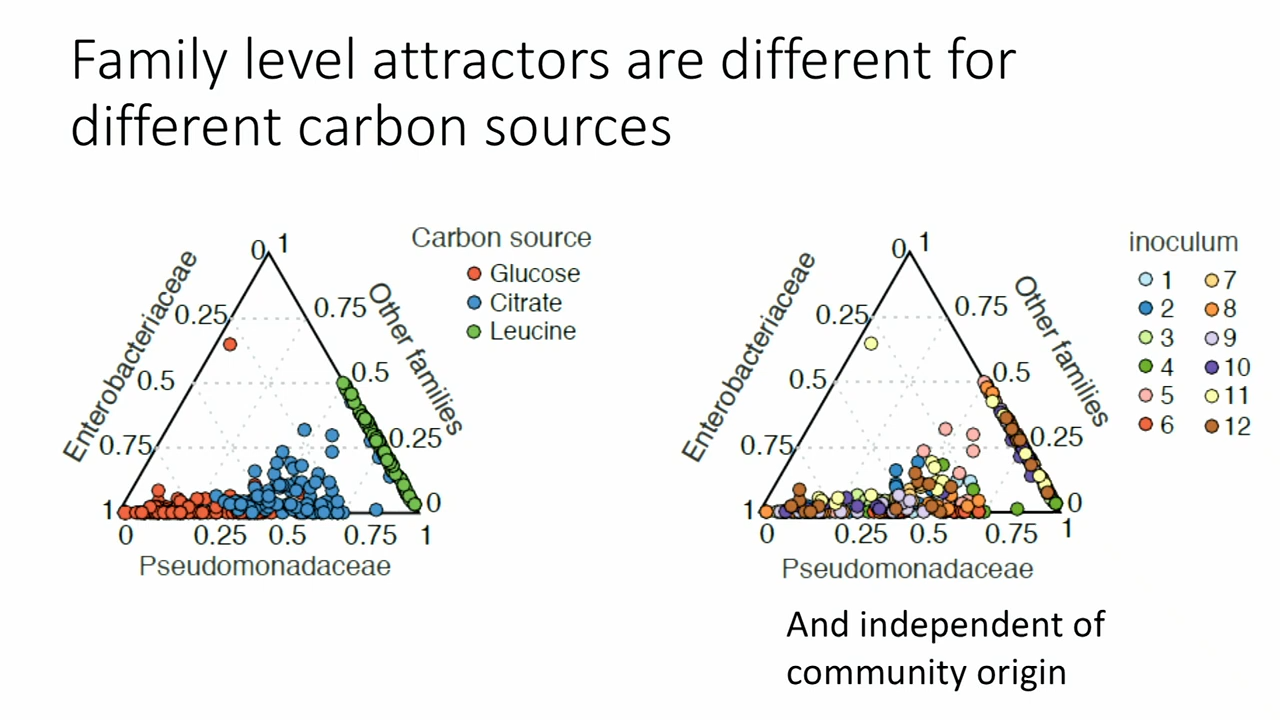 Family level attractors are different for
different carbon sources
Carbon source
Glucose
Citrate
Leucine
Enterobacteriaceae
Other families
Pseudomonadaceae
0 1
0.25 0.75
0.5 0.5
0.75 0.25
1 0
0 0.25 0.5 0.75 1
inoculum
1 7
2 8
3 9
4 10
5 11
6 12
Enterobacteriaceae
Other families
Pseudomonadaceae
0 1
0.25 0.75
0.5 0.5
0.75 0.25
1 0
0 0.25 0.5 0.75 1
And independent of
community origin